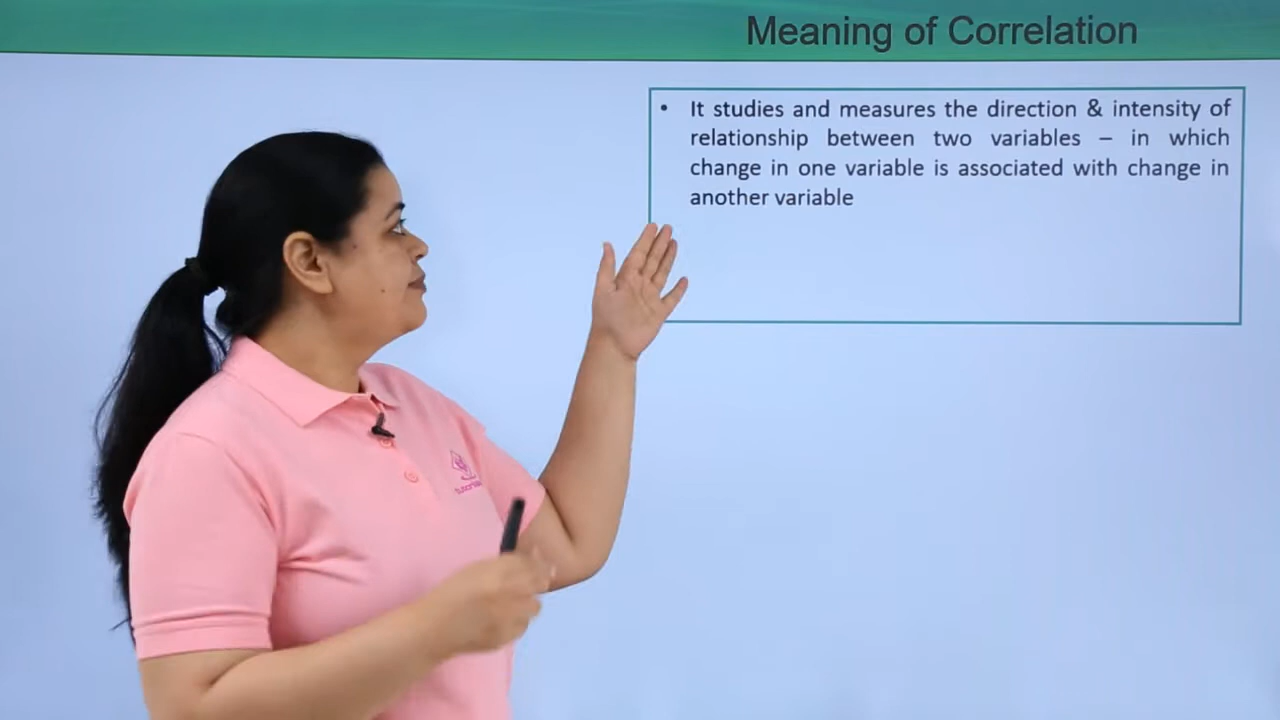 Meaning of Correlation
• It studies and measures the direction & intensity of
relationship between two variables – in which
change in one variable is associated with change in
another variable